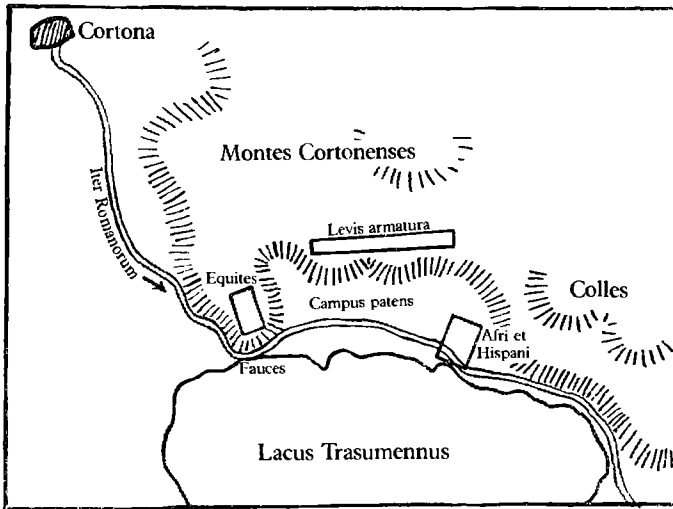 Cortona
Montes Cortonenses
Iter Romanorum
Levis armatura
Equites
Colles
Campus patens
Afri et
Hispani
Fauces
Lacus Trasumennus